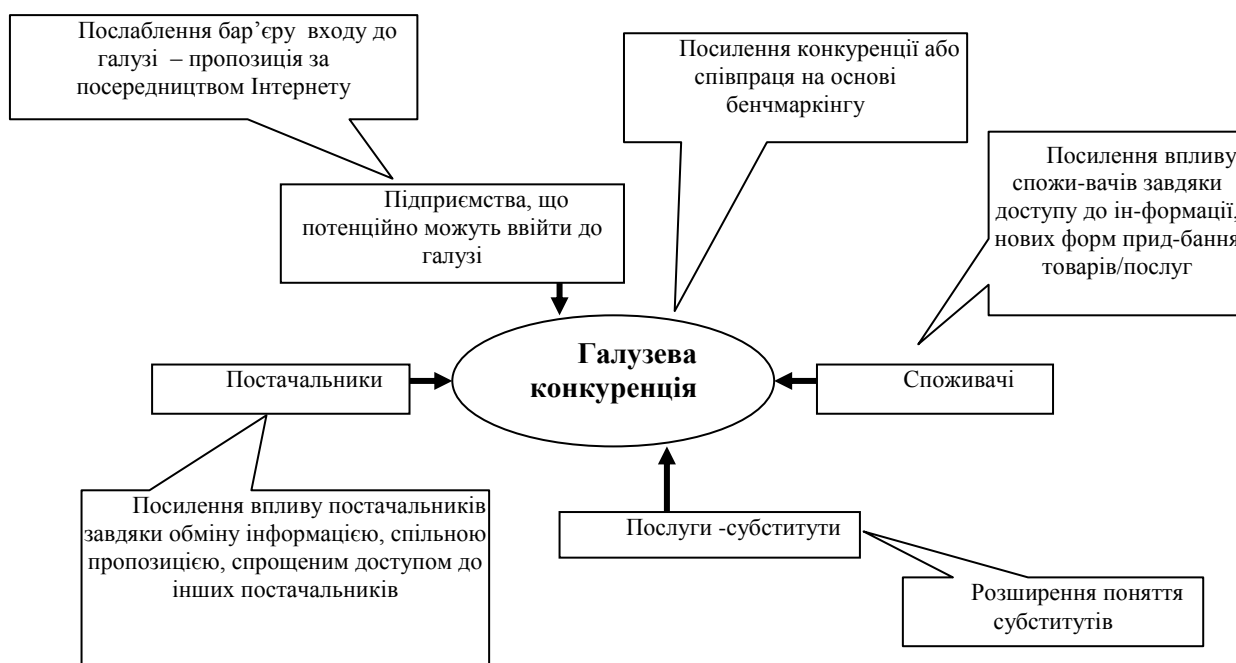 Послаблення бар’єру входу до
галузі – пропозиція за
посередництвом Інтернету
Посилення конкуренції або
співпраця на основі
бенчмаркінгу
Посилення впливу
спожи-вачів завдяки
доступу до ін-формації,
нових форм прид-бання
товарів/послуг
Підприємства, що
потенційно можуть ввійти до
галузі
Галузева
конкуренція
Постачальники
Споживачі
Посилення впливу постачальників
завдяки обміну інформацією, спільною
пропозицією, спрощеним доступом до
інших постачальників
Послуги -субститути
Розширення поняття
субститутів